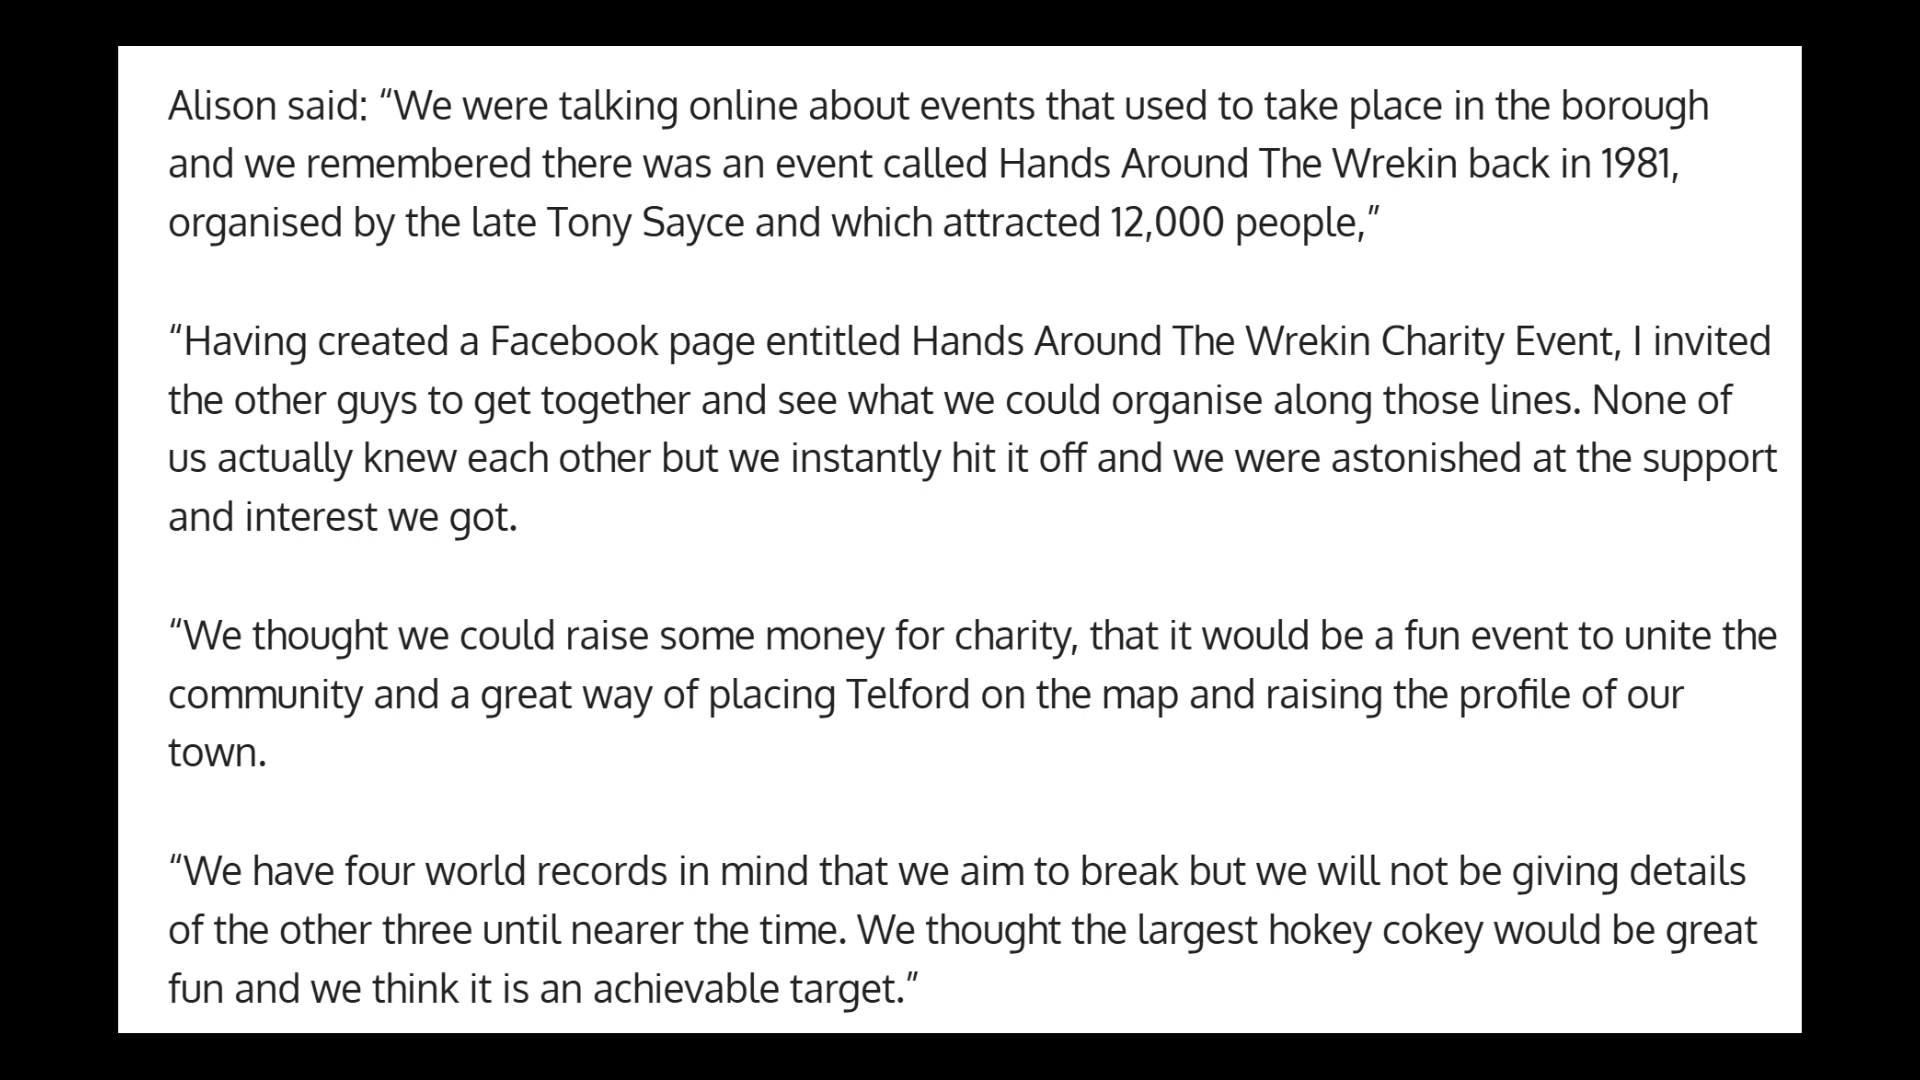 Alison said: “We were talking online about events that used to take place in the borough
and we remembered there was an event called Hands Around The Wrekin back in 1981,
organised by the late Tony Sayce and which attracted 12,000 people,”
“Having created a Facebook page entitled Hands Around The Wrekin Charity Event, I invited
the other guys to get together and see what we could organise along those lines. None of
us actually knew each other but we instantly hit it off and we were astonished at the support
and interest we got.
“We thought we could raise some money for charity, that it would be a fun event to unite the
community and a great way of placing Telford on the map and raising the profile of our
town.
“We have four world records in mind that we aim to break but we will not be giving details
of the other three until nearer the time. We thought the largest hokey cokey would be great
fun and we think it is an achievable target.”